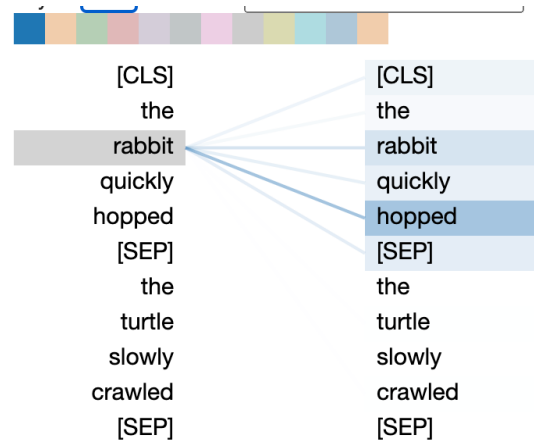 [CLS] [CLS]
the the
rabbit rabbit
quickly quickly
hopped hopped
[SEP] [SEP]
the the
turtle turtle
slowly slowly
crawled crawled
[SEP] [SEP]